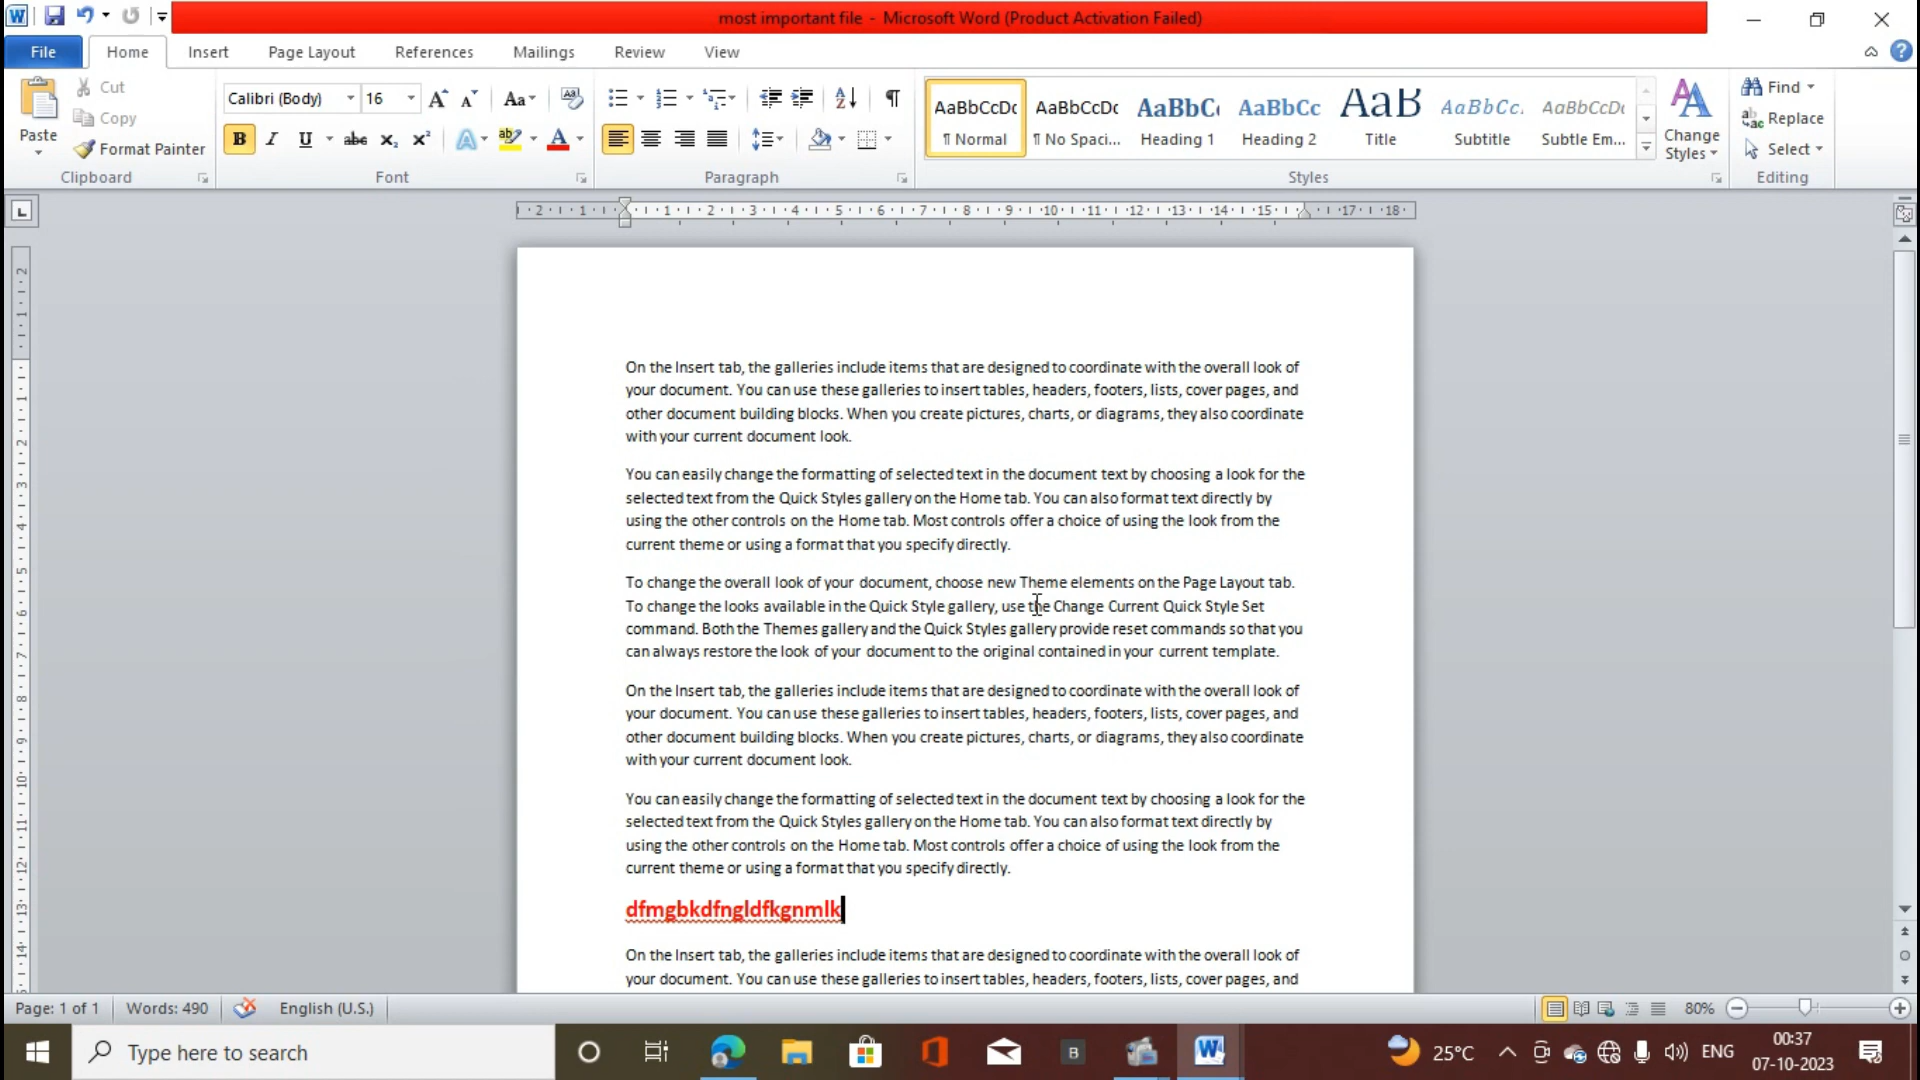 most important file - Microsoft Word (Product Activation Failed)
File Home Insert Page Layout References Mailings Review View
Paste
Cut
Copy
Format Painter
Clipboard
Calibri (Body) 16
Font
Paragraph
AaBbCcDc AaBbCcDc AaBbC AaBbCc AaB AaBbCc. AaBbCcDc
¶ Normal ¶ No Spaci... Heading 1 Heading 2 Title Subtitle Subtle Em...
Change Styles
Styles
Find
Replace
Select
Editing
2 1 1 2 3 4 5 6 7 8 9 10 11 12 13 14 15 17 18
On the Insert tab, the galleries include items that are designed to coordinate with the overall look of
your document. You can use these galleries to insert tables, headers, footers, lists, cover pages, and
other document building blocks. When you create pictures, charts, or diagrams, they also coordinate
with your current document look.
You can easily change the formatting of selected text in the document text by choosing a look for the
selected text from the Quick Styles gallery on the Home tab. You can also format text directly by
using the other controls on the Home tab. Most controls offer a choice of using the look from the
current theme or using a format that you specify directly.
To change the overall look of your document, choose new Theme elements on the Page Layout tab.
To change the looks available in the Quick Style gallery, use the Change Current Quick Style Set
command. Both the Themes gallery and the Quick Styles gallery provide reset commands so that you
can always restore the look of your document to the original contained in your current template.
On the Insert tab, the galleries include items that are designed to coordinate with the overall look of
your document. You can use these galleries to insert tables, headers, footers, lists, cover pages, and
other document building blocks. When you create pictures, charts, or diagrams, they also coordinate
with your current document look.
You can easily change the formatting of selected text in the document text by choosing a look for the
selected text from the Quick Styles gallery on the Home tab. You can also format text directly by
using the other controls on the Home tab. Most controls offer a choice of using the look from the
current theme or using a format that you specify directly.
dfmgbkdfngldfkgnmlk
On the Insert tab, the galleries include items that are designed to coordinate with the overall look of
your document. You can use these galleries to insert tables, headers, footers, lists, cover pages, and
Page: 1 of 1 Words: 490 English (U.S.) 80%
Type here to search
25°C ENG
00:37
07-10-2023